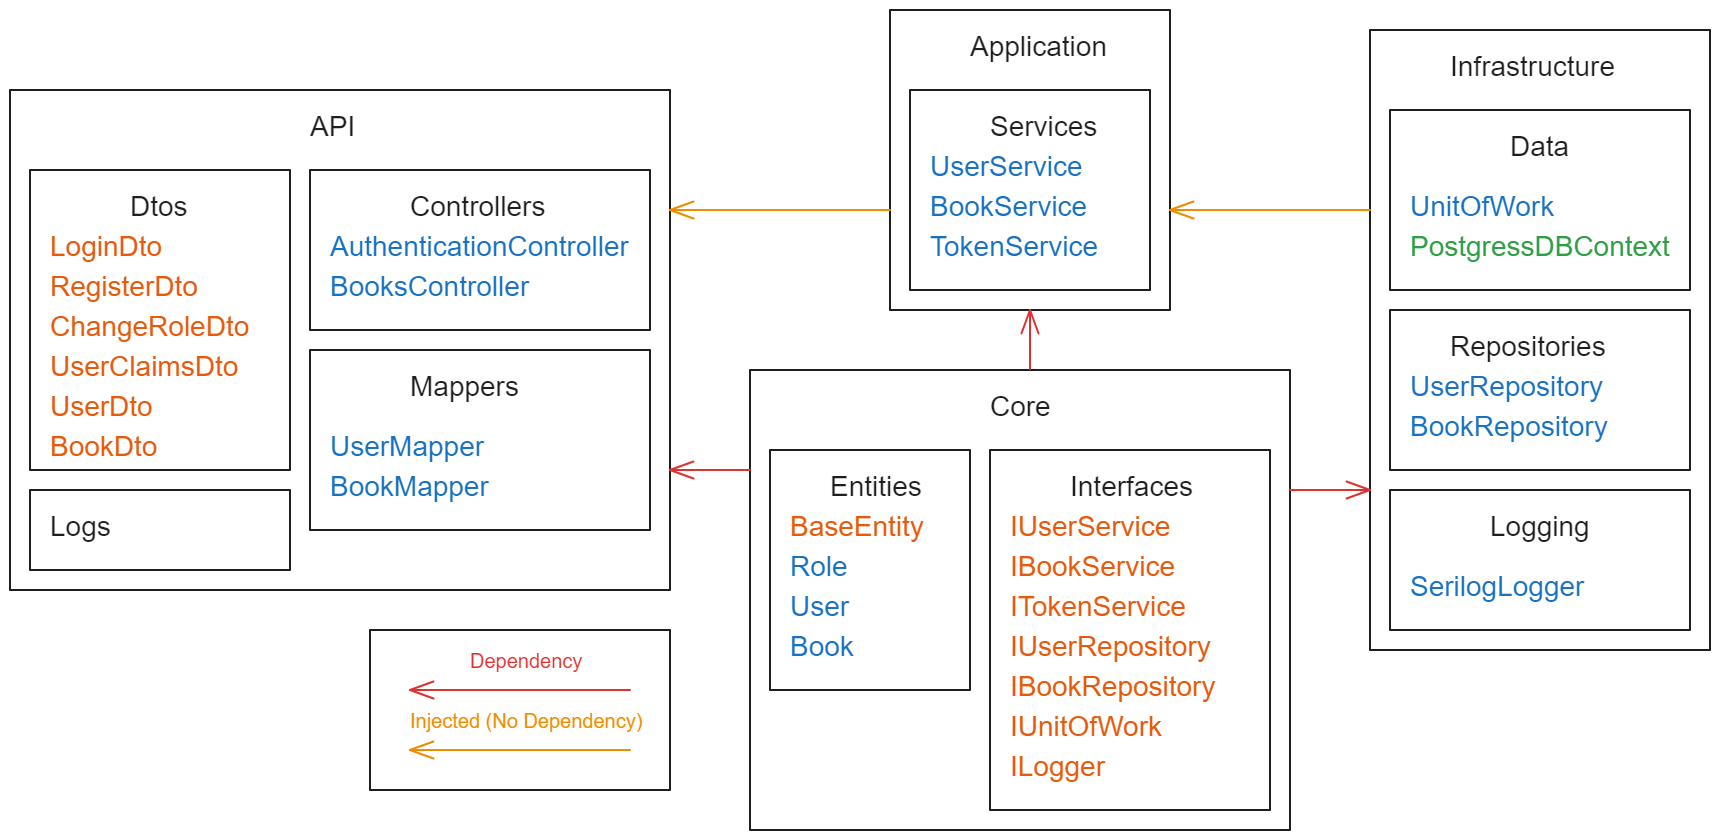 API
Dtos
LoginDto
RegisterDto
ChangeRoleDto
UserClaimsDto
UserDto
BookDto
Logs
Controllers
AuthenticationController
BooksController
Mappers
UserMapper
BookMapper
Application
Services
UserService
BookService
TokenService
Infrastructure
Data
UnitOfWork
PostgressDBContext
Repositories
UserRepository
BookRepository
Logging
SerilogLogger
Core
Entities
BaseEntity
Role
User
Book
Interfaces
IUserService
IBookService
ITokenService
IUserRepository
IBookRepository
IUnitOfWork
ILogger
Dependency
Injected (No Dependency)